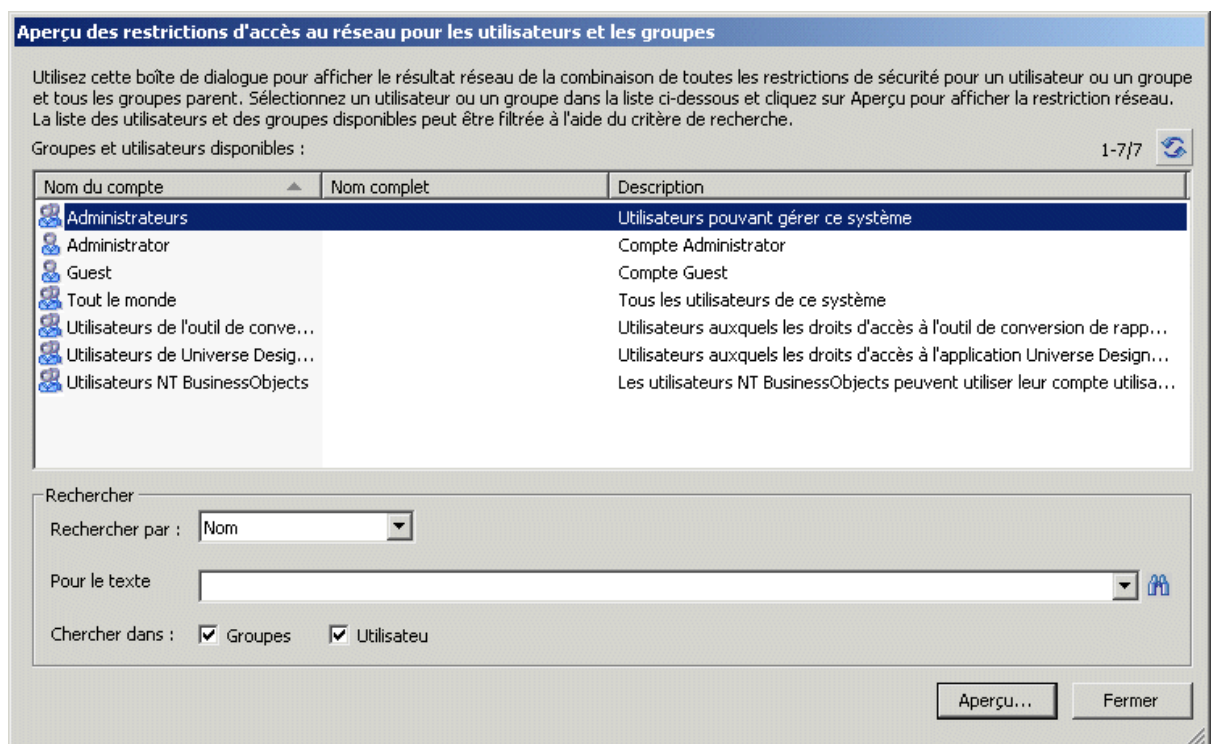 Aperçu des restrictions d'accès au réseau pour les utilisateurs et les groupes
Utilisez cette boîte de dialogue pour afficher le résultat réseau de la combinaison de toutes les restrictions de sécurité pour un utilisateur ou un groupe
et tous les groupes parent. Sélectionnez un utilisateur ou un groupe dans la liste ci-dessous et cliquez sur Aperçu pour afficher la restriction réseau.
La liste des utilisateurs et des groupes disponibles peut être filtrée à l'aide du critère de recherche.
Groupes et utilisateurs disponibles : 1-7/7
Nom du compte Nom complet Description
Administrateurs Utilisateurs pouvant gérer ce système
Administrator Compte Administrator
Guest Compte Guest
Tout le monde Tous les utilisateurs de ce système
Utilisateurs de l'outil de conve... Utilisateurs auxquels les droits d'accès à l'outil de conversion de rapp...
Utilisateurs de Universe Desig... Utilisateurs auxquels les droits d'accès à l'application Universe Design...
Utilisateurs NT BusinessObjects Les utilisateurs NT BusinessObjects peuvent utiliser leur compte utilisa...
Rechercher
Rechercher par : Nom
Pour le texte
Chercher dans : Groupes Utilisateu
Aperçu... Fermer